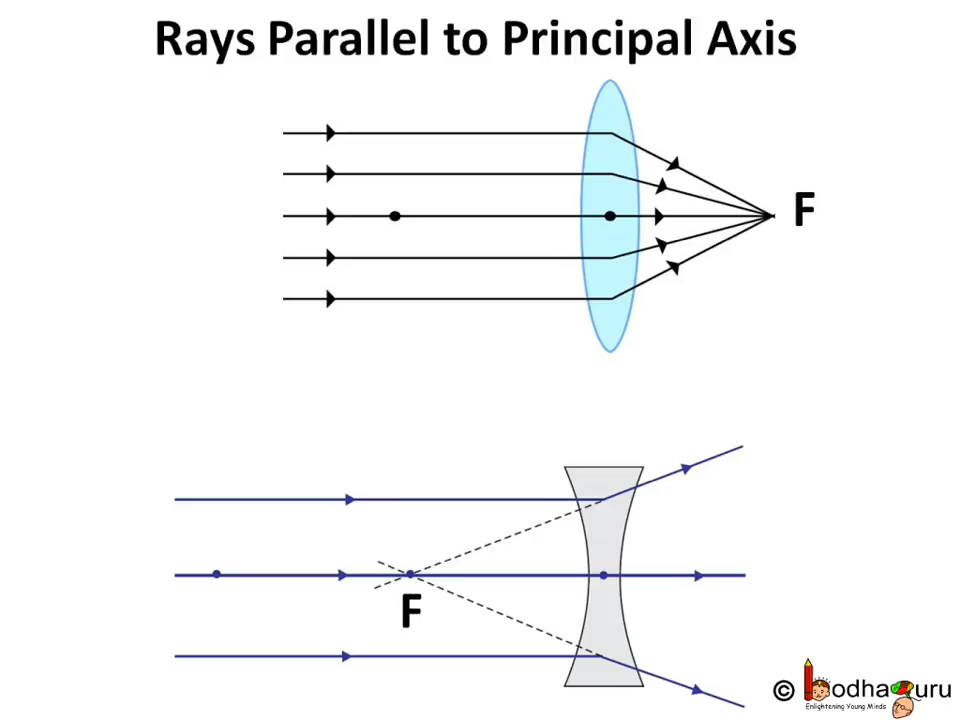 Rays Parallel to Principal Axis
F
F
© BodhaGuru
Enlightening Young Minds